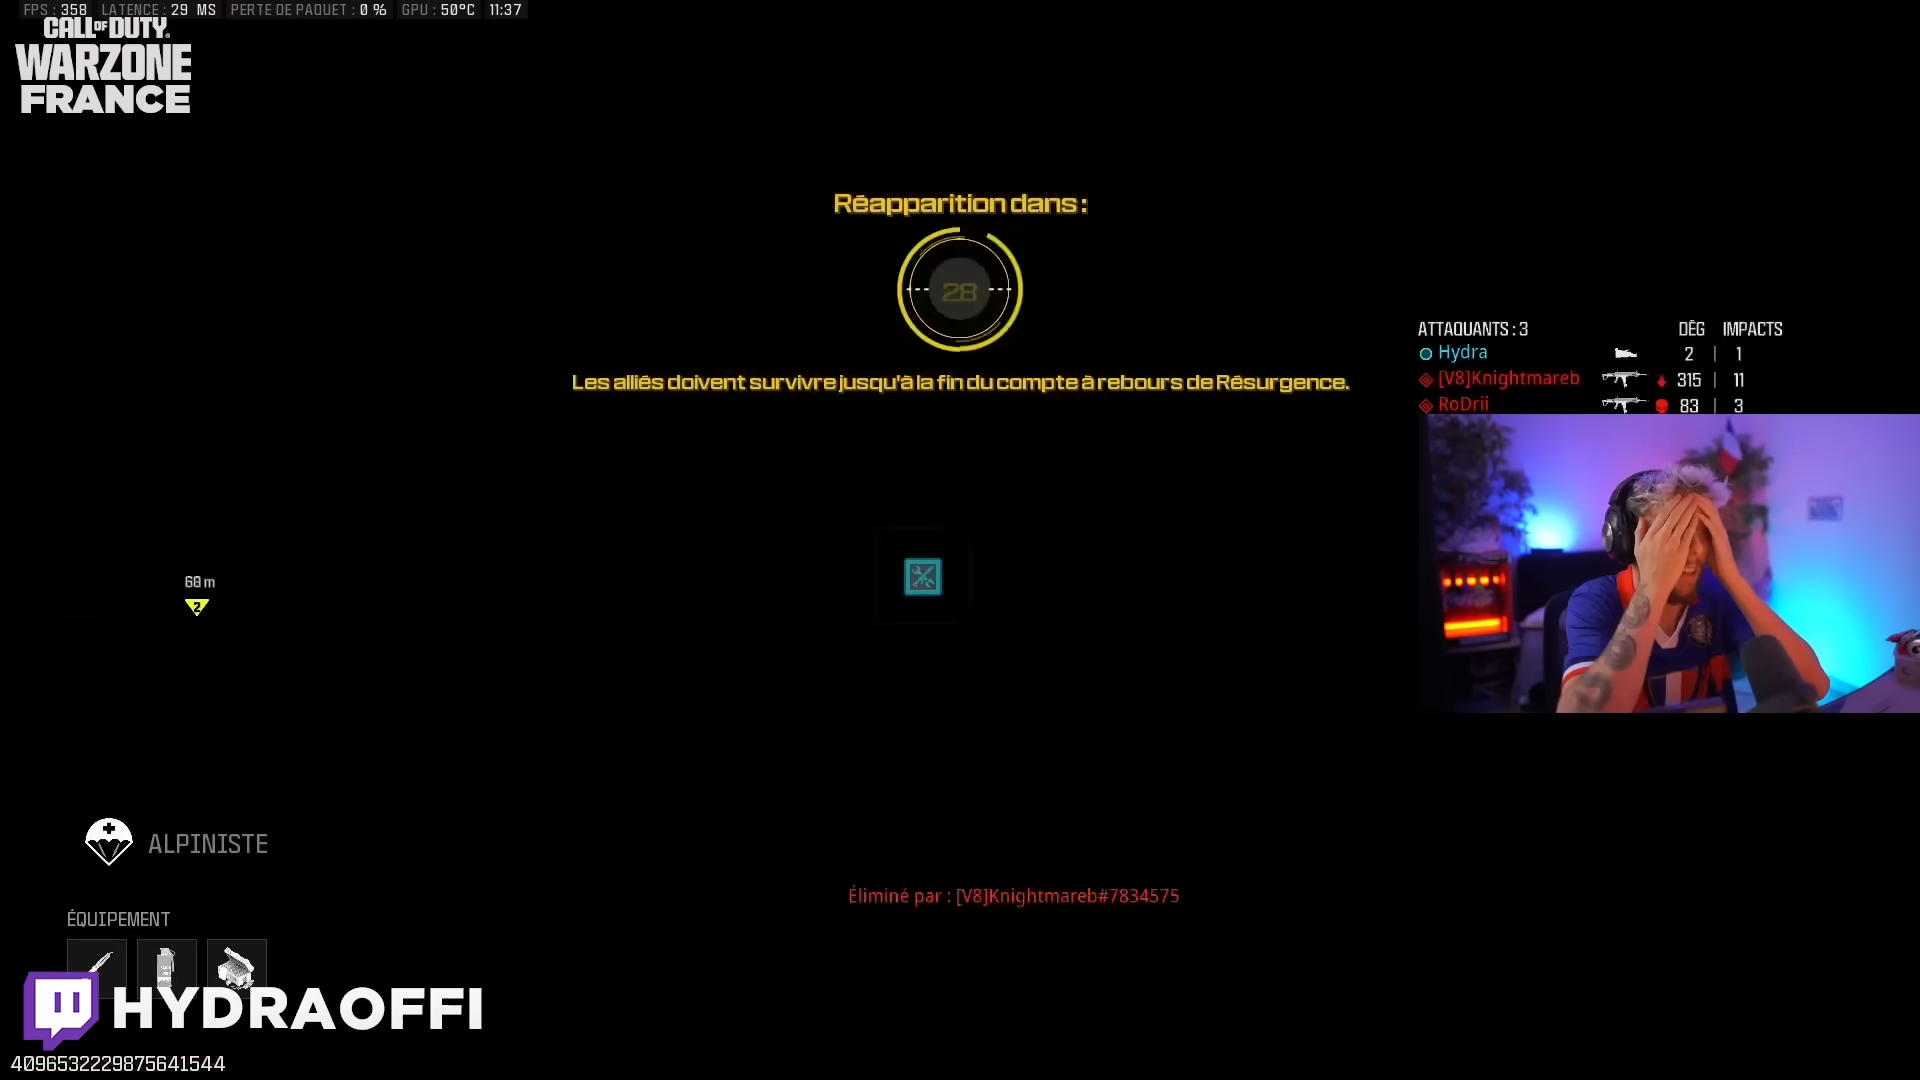 FPS : 358 LATENCE : 29 MS PERTE DE PAQUET : 0 % GPU : 50°C 11:37
CALL OF DUTY.
WARZONE
FRANCE
Réapparition dans :
28
Les alliés doivent survivre jusqu'à la fin du compte à rebours de Résurgence.
ATTAQUANTS : 3 DÉG IMPACTS
Hydra 2 | 1
[V8]Knightmareb 315 | 11
RoDrii 83 | 3
68 m
2
ALPINISTE
Éliminé par : [V8]Knightmareb#7834575
ÉQUIPEMENT
HYDRAOFFI
4096532229875641544